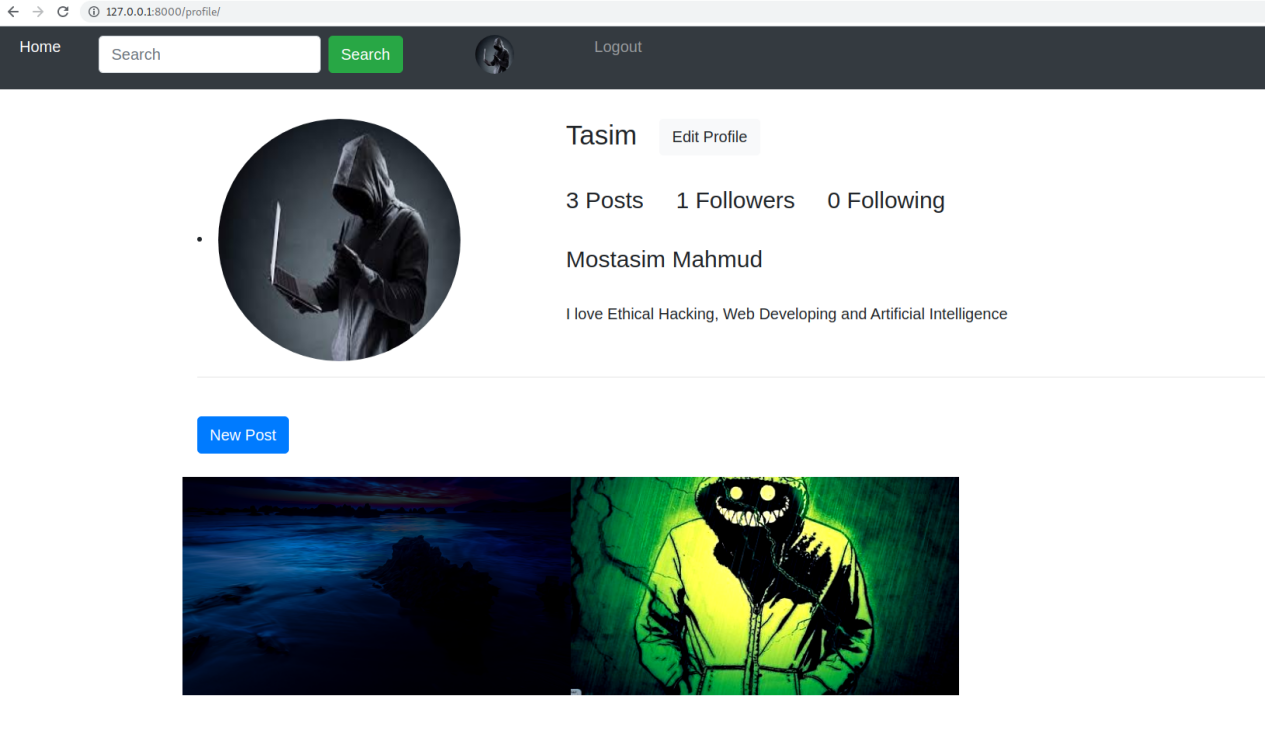 127.0.0.1:8000/profile/
Home Search Search Logout
Tasim Edit Profile
3 Posts 1 Followers 0 Following
Mostasim Mahmud
I love Ethical Hacking, Web Developing and Artificial Intelligence
New Post